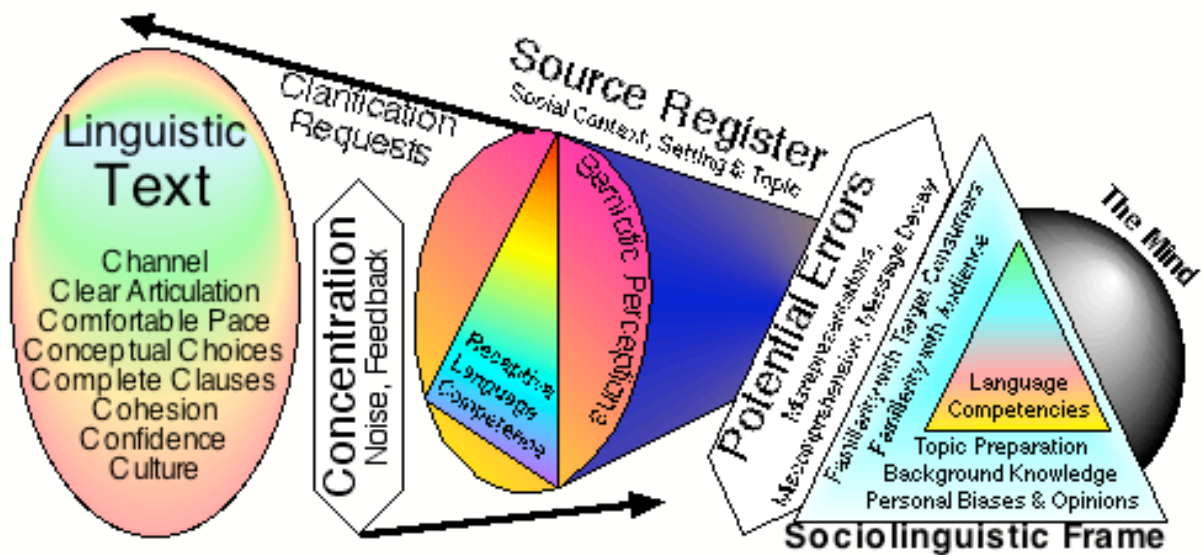 Linguistic
Text
Channel
Clear Articulation
Comfortable Pace
Conceptual Choices
Complete Clauses
Cohesion
Confidence
Culture
Clarification
Requests
Concentration
Noise, Feedback
Receptive
Language
Competence
Semiotic Perceptions
Source Register
Social Context, Setting & Topic
Potential Errors
Misrepresentations,
Miscomprehension, Message Decay
Familiarity with Target Consumers
Familiarity with Audience
Language
Competencies
Topic Preparation
Background Knowledge
Personal Biases & Opinions
Sociolinguistic Frame
The Mind